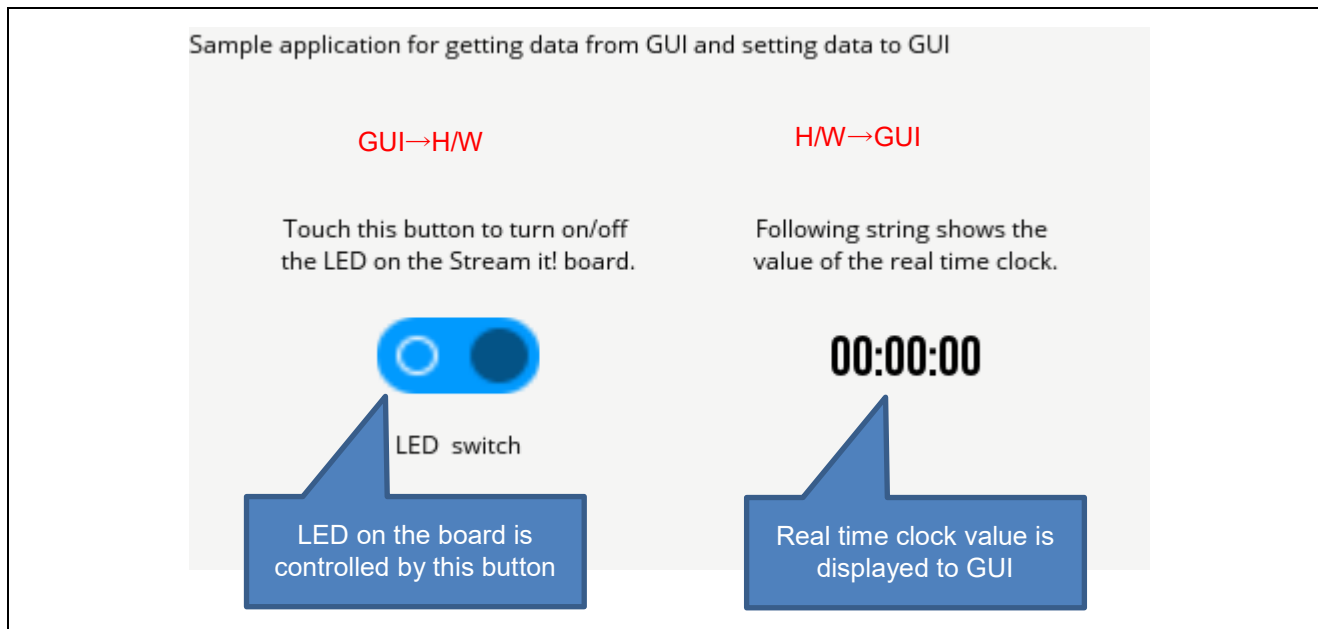 Sample application for getting data from GUI and setting data to GUI
GUI→H/W
H/W→GUI
Touch this button to turn on/off
the LED on the Stream it! board.
Following string shows the
value of the real time clock.
00:00:00
LED  switch
LED on the board is
controlled by this button
Real time clock value is
displayed to GUI